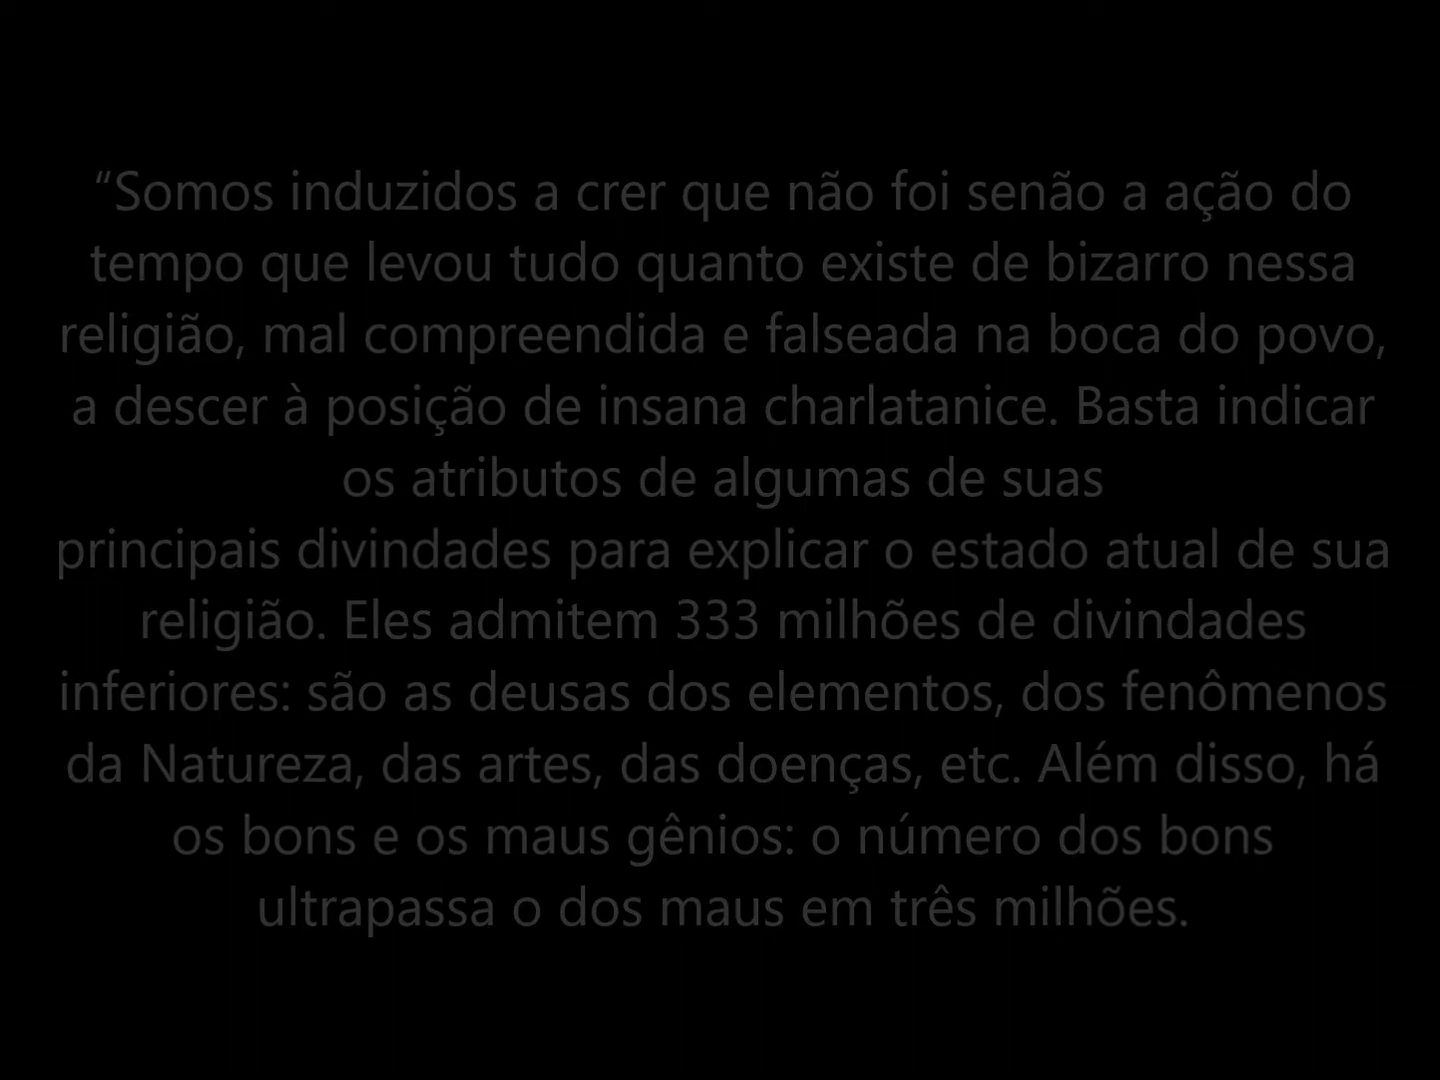 “Somos induzidos a crer que não foi senão a ação do
tempo que levou tudo quanto existe de bizarro nessa
religião, mal compreendida e falseada na boca do povo,
a descer à posição de insana charlatanice. Basta indicar
os atributos de algumas de suas
principais divindades para explicar o estado atual de sua
religião. Eles admitem 333 milhões de divindades
inferiores: são as deusas dos elementos, dos fenômenos
da Natureza, das artes, das doenças, etc. Além disso, há
os bons e os maus gênios: o número dos bons
ultrapassa o dos maus em três milhões.